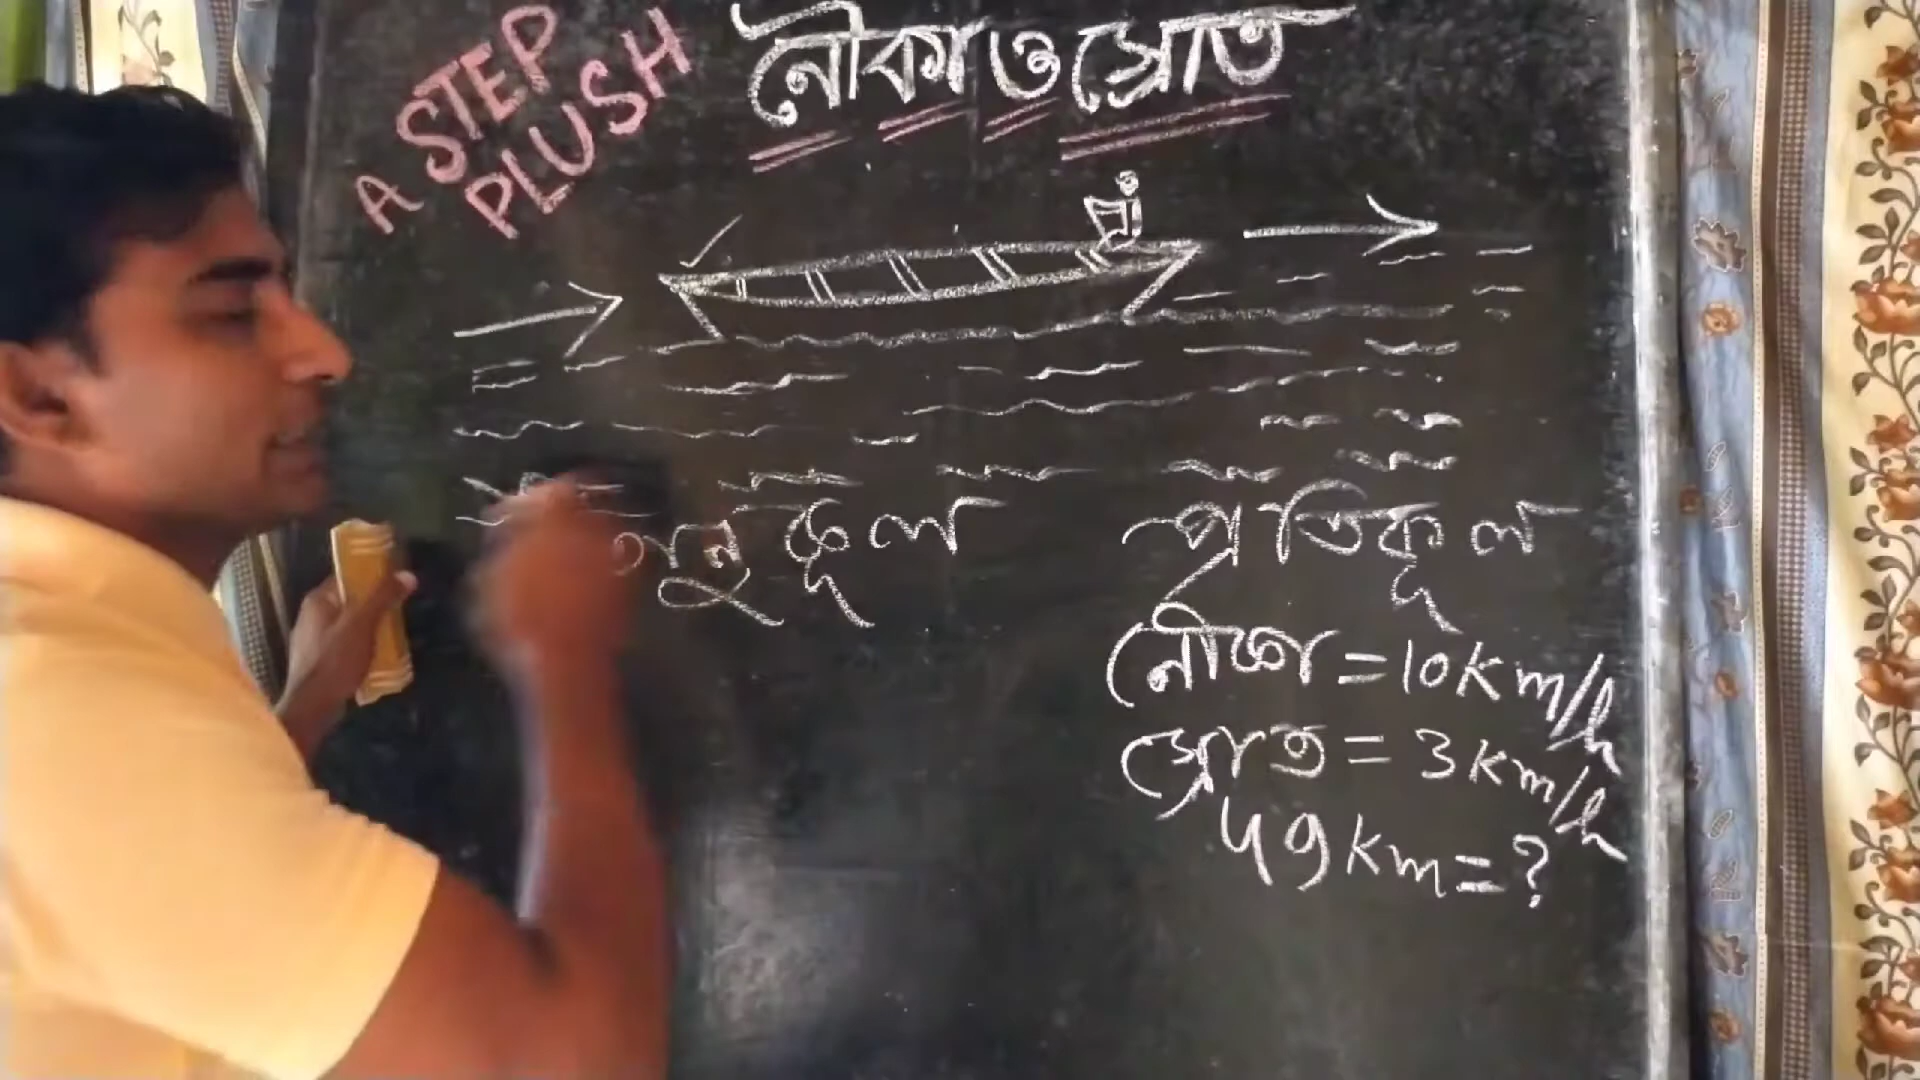 A STEP
PLUSH
নৌকা ও স্রোত
অনুকূল
প্রতিকূল
নৌকা = 10km/h
স্রোত = 3km/h
49km = ?